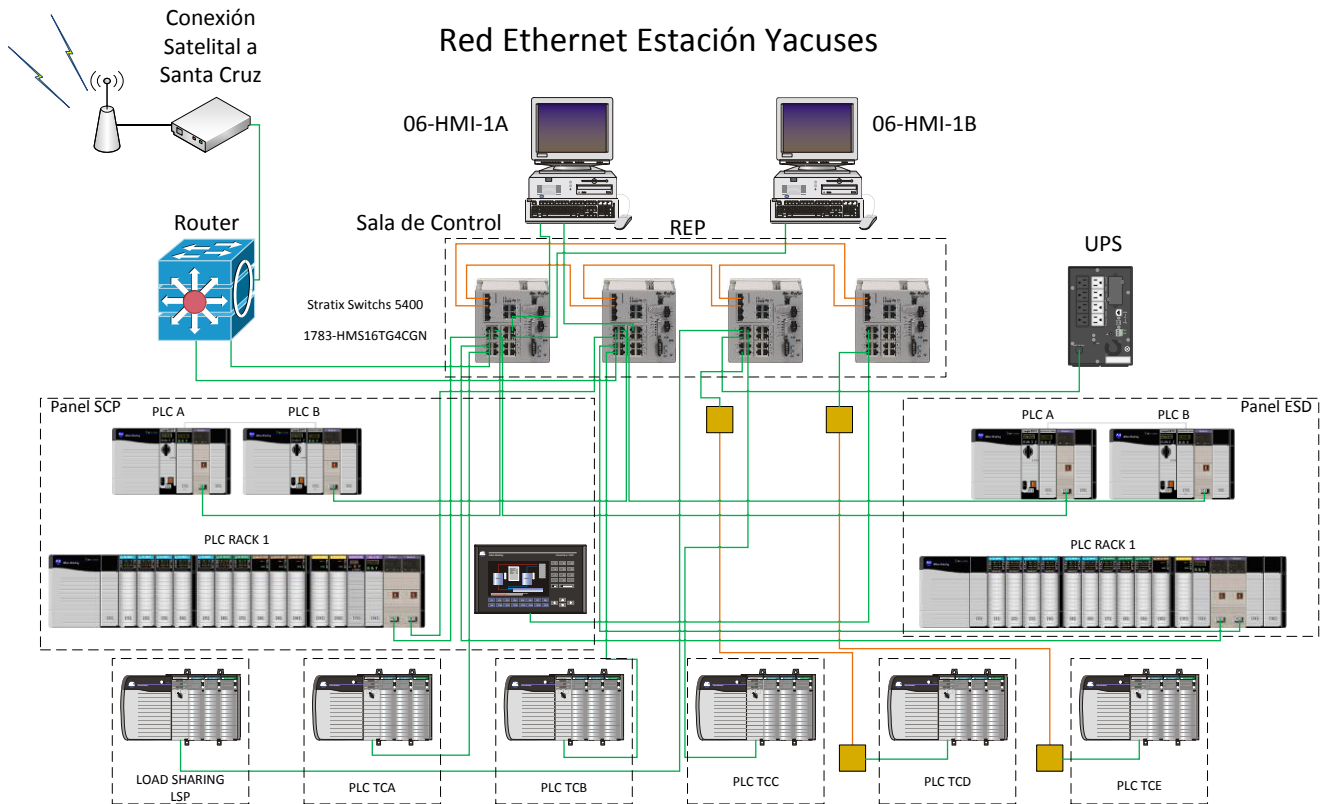 Conexión
Satelital a
Santa Cruz
Red Ethernet Estación Yacuses
06-HMI-1A
06-HMI-1B
Router
Sala de Control
REP
UPS
Stratix Switchs 5400
1783-HMS16TG4CGN
Panel SCP
PLC A
PLC B
PLC A
PLC B
Panel ESD
PLC RACK 1
PLC RACK 1
LOAD SHARING
LSP
PLC TCA
PLC TCB
PLC TCC
PLC TCD
PLC TCE